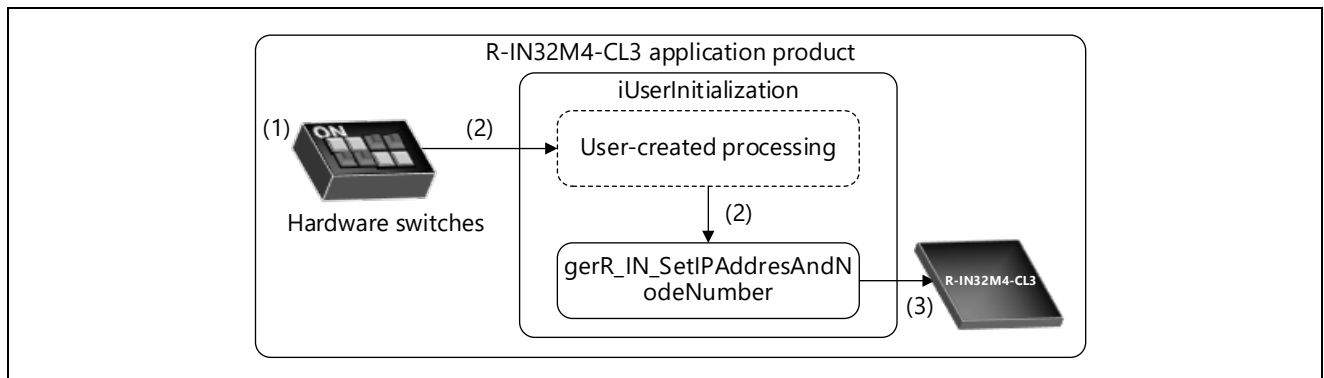 R-IN32M4-CL3 application product
iUserInitialization
(1)
ON
(2)
User-created processing
Hardware switches
(2)
gerR_IN_SetIPAddresAndN
odeNumber
R-IN32M4-CL3
(3)